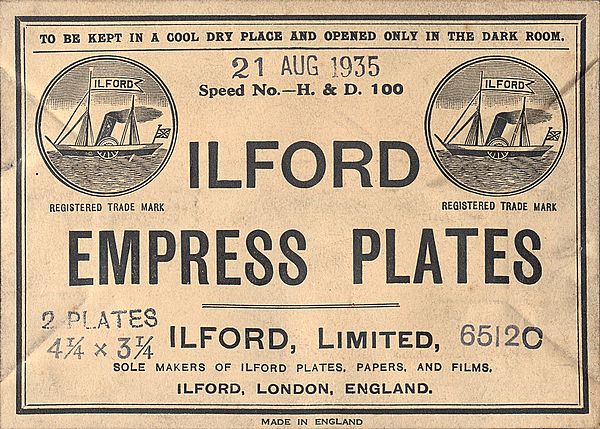 TO BE KEPT IN A COOL DRY PLACE AND OPENED ONLY IN THE DARK ROOM.
21 AUG 1935
Speed No.—H. & D. 100
ILFORD
ILFORD
ILFORD
REGISTERED TRADE MARK
REGISTERED TRADE MARK
EMPRESS PLATES
2 PLATES
4¼ × 3¼
ILFORD, LIMITED,
65120
SOLE MAKERS OF ILFORD PLATES, PAPERS, AND FILMS,
ILFORD, LONDON, ENGLAND.
MADE IN ENGLAND